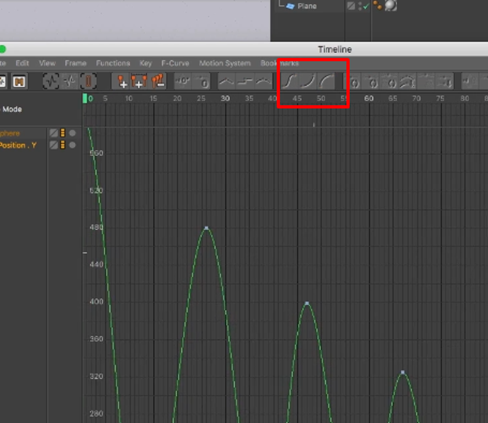 Plane
Timeline
Edit View Frame Functions Key F-Curve Motion System Bookmarks
0 5 10 15 20 25 30 35 40 45 50 55 60 65 70 75 80
Mode
Position . Y
560
520
480
440
400
360
320
280